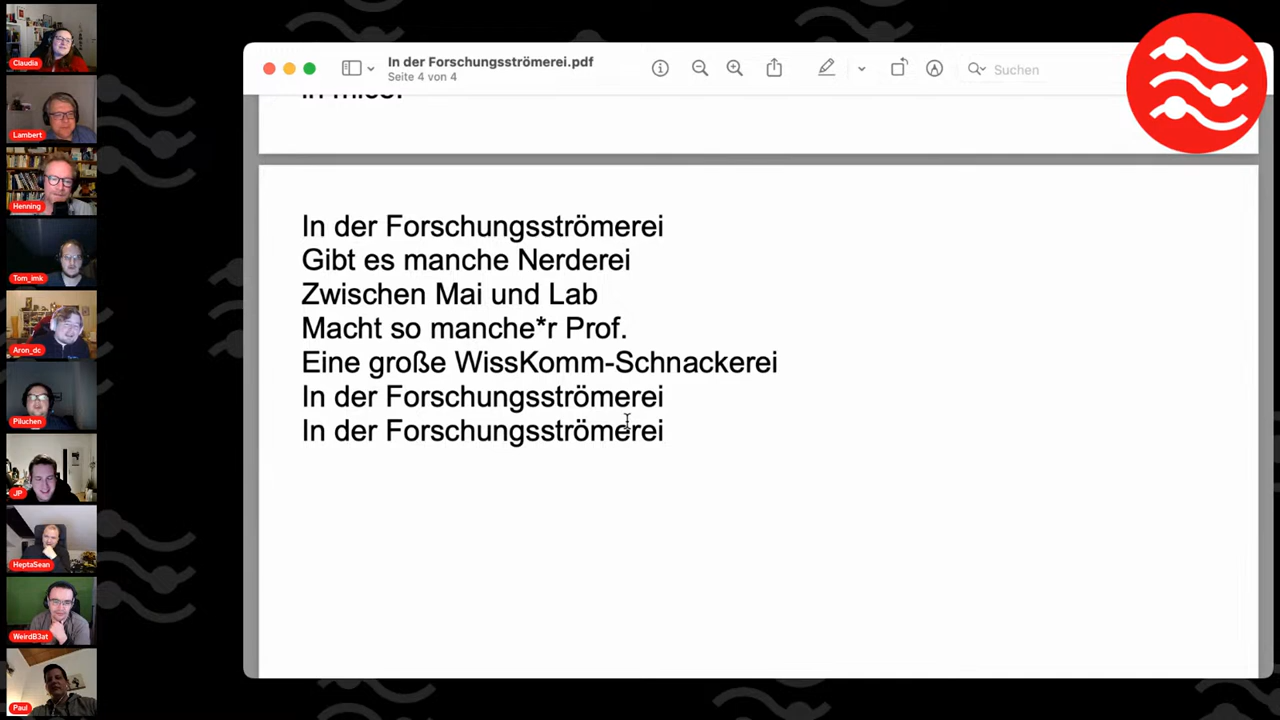 Claudia
Lambert
Henning
Tom_imk
Aron_dc
Piluchen
JP
HeptaSean
WeirdB3at
Paul
In der Forschungsströmerei.pdf
Seite 4 von 4
Suchen
In der Forschungsströmerei
Gibt es manche Nerderei
Zwischen Mai und Lab
Macht so manche*r Prof.
Eine große WissKomm-Schnackerei
In der Forschungsströmerei
In der Forschungsströmerei